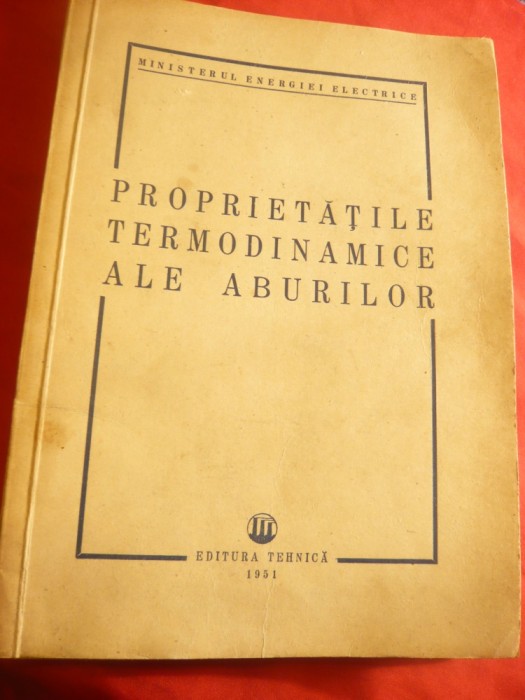 MINISTERUL ENERGIEI ELECTRICE
PROPRIETĂŢILE
TERMODINAMICE
ALE ABURILOR
EDITURA TEHNICĂ
1951